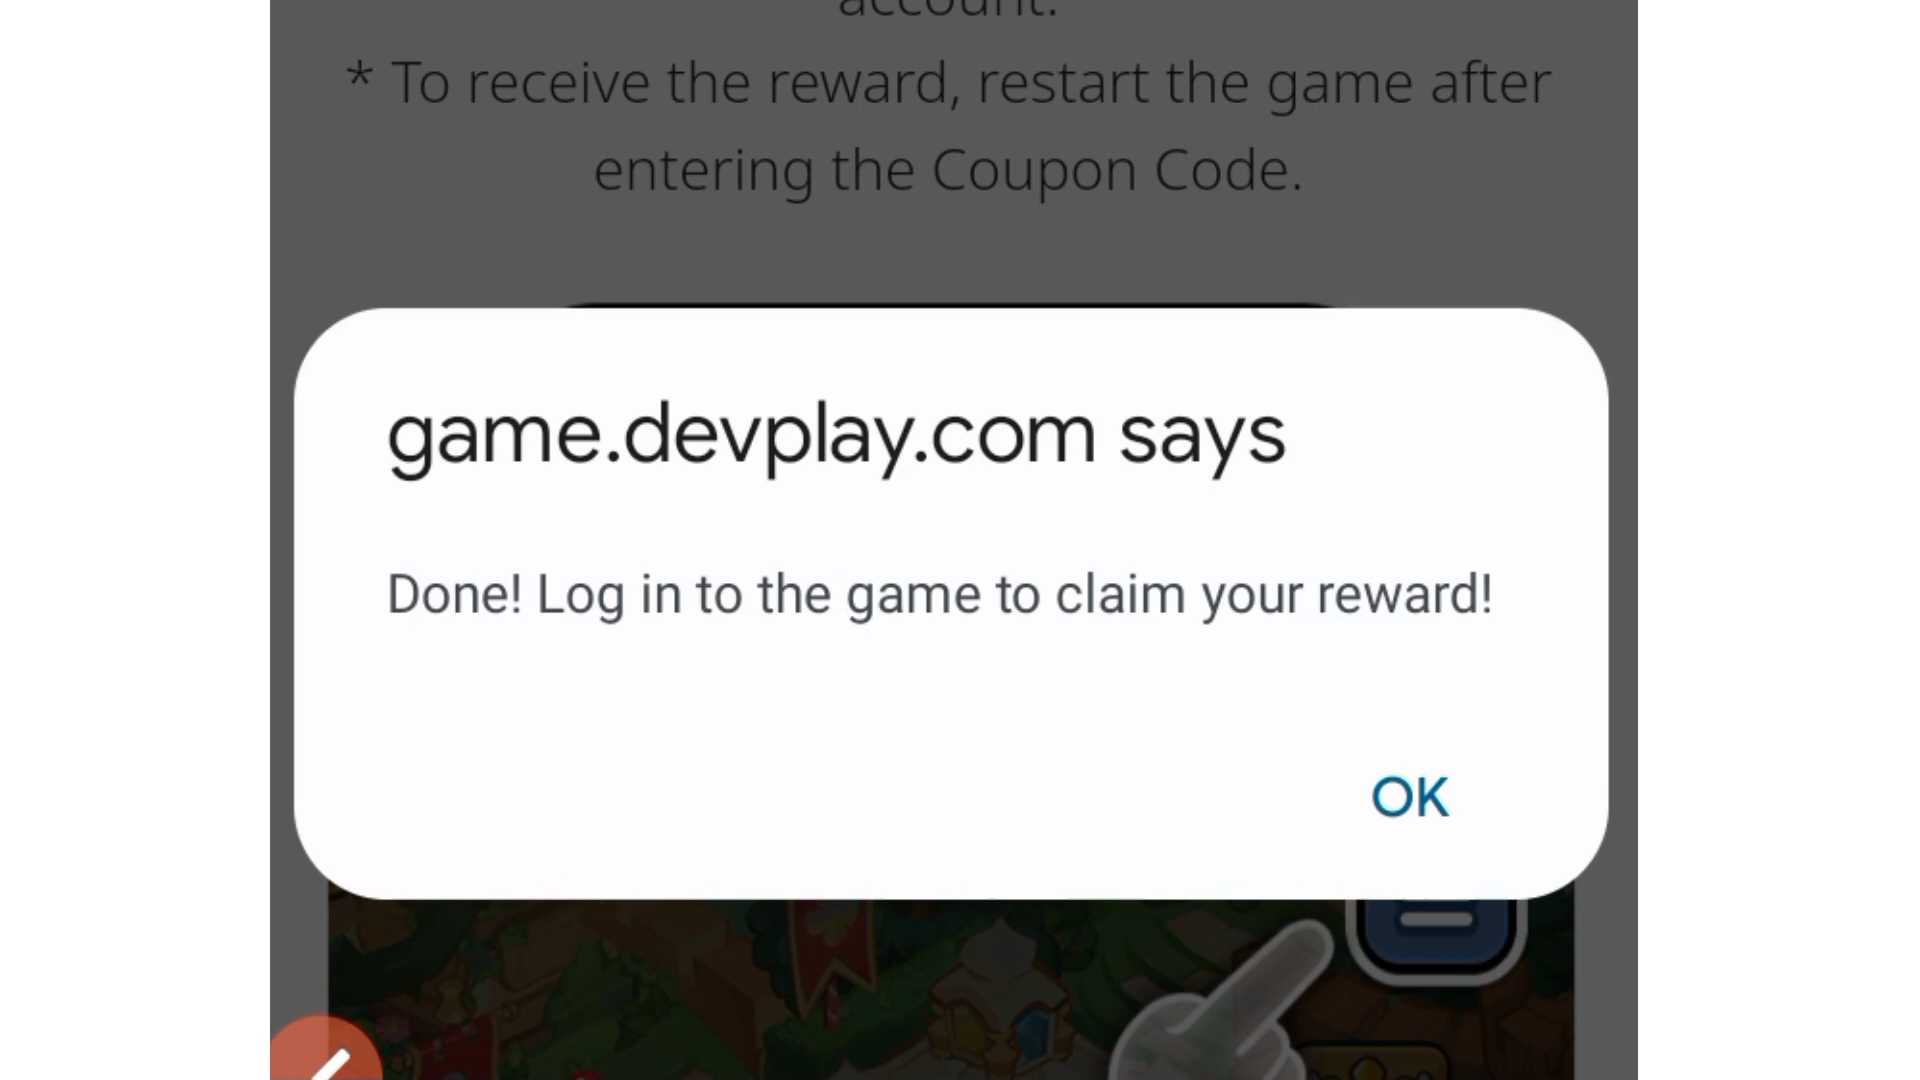 account.
* To receive the reward, restart the game after
entering the Coupon Code.
game.devplay.com says
Done! Log in to the game to claim your reward!
OK